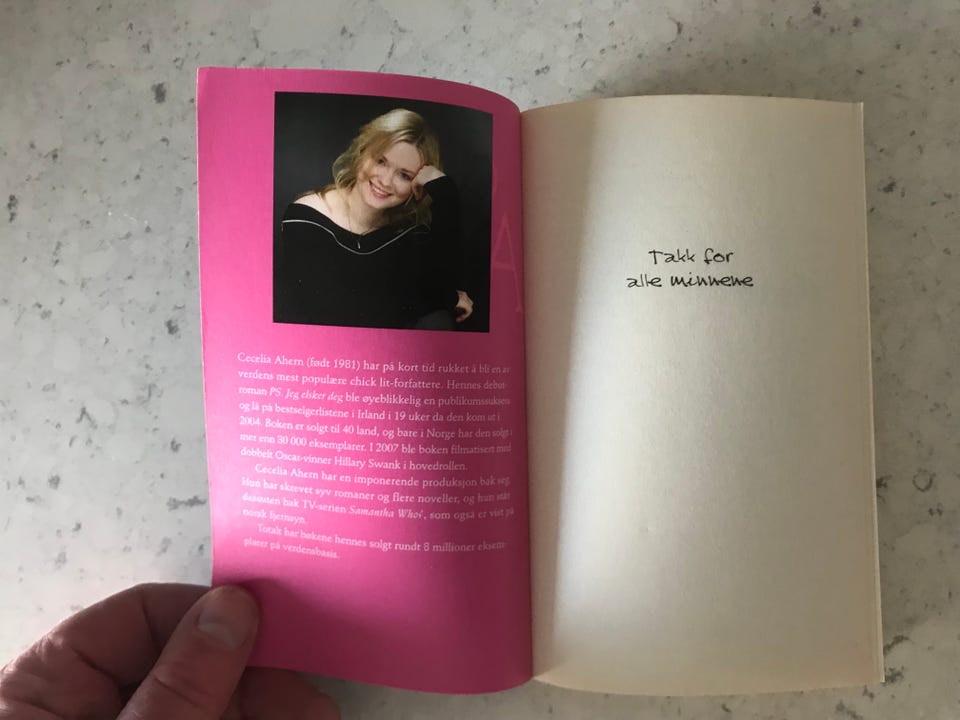 Cecelia Ahern (født 1981) har på kort tid rukket å bli en av
verdens mest populære chick lit-forfattere. Hennes debut-
roman PS. Jeg elsker deg ble øyeblikkelig en publikumssuksess
og lå på bestselgerlistene i Irland i 19 uker da den kom ut i
2004. Boken er solgt til 40 land, og bare i Norge har den solgt i
mer enn 80 000 eksemplarer. I 2007 ble boken filmatisert med
dobbelt Oscar-vinner Hillary Swank i hovedrollen.
Cecelia Ahern har en imponerende produksjon bak seg.
Hun har skrevet syv romaner og flere noveller, og hun står
dessuten bak TV-serien Samantha Who?, som også er vist på
norsk fjernsyn.
Totalt har bøkene hennes solgt rundt 8 millioner eksem-
plarer på verdensbasis.
A
Takk for
alle minnene